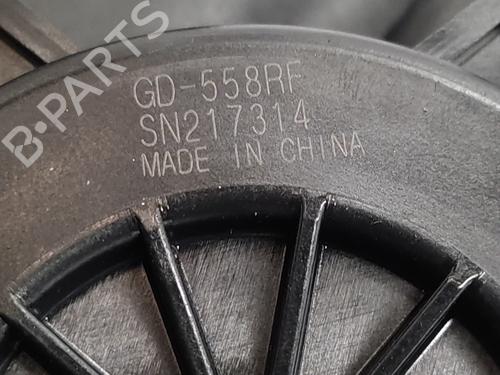 B-PARTS
GD-558RF
SN217314
MADE IN CHINA